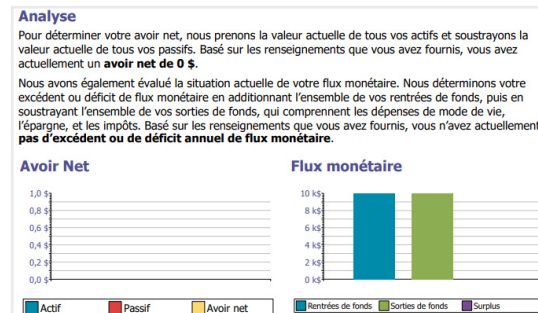 Analyse
Pour déterminer votre avoir net, nous prenons la valeur actuelle de tous vos actifs et soustrayons la
valeur actuelle de tous vos passifs. Basé sur les renseignements que vous avez fournis, vous avez
actuellement un avoir net de 0 $.
Nous avons également évalué la situation actuelle de votre flux monétaire. Nous déterminons votre
excédent ou déficit de flux monétaire en additionnant l'ensemble de vos rentrées de fonds, puis en
soustrayant l'ensemble de vos sorties de fonds, qui comprennent les dépenses de mode de vie,
l'épargne, et les impôts. Basé sur les renseignements que vous avez fournis, vous n'avez actuellement
pas d'excédent ou de déficit annuel de flux monétaire.
Avoir Net
1,0 $
0,8 $
0,6 $
0,4 $
0,2 $
0,0 $
Actif Passif Avoir net
Flux monétaire
10 k$
8 k$
6 k$
4 k$
2 k$
0 k$
Rentrées de fonds Sorties de fonds Surplus